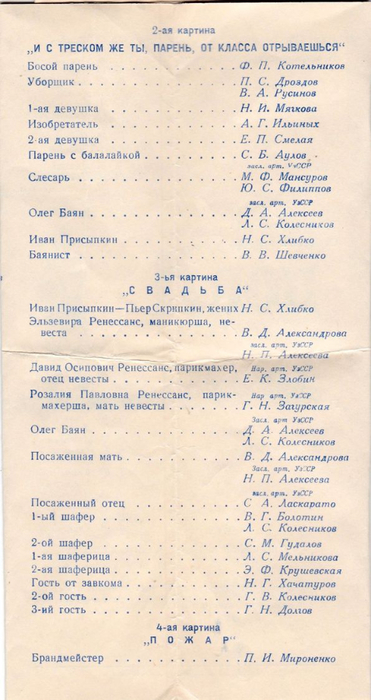 2-ая картина
„И С ТРЕСКОМ ЖЕ ТЫ, ПАРЕНЬ, ОТ КЛАССА ОТРЫВАЕШЬСЯ“
Босой парень . . . . . . . . . . . . Ф. П. Котельников
Уборщик . . . . . . . . . . . . . . П. С. Дроздов
В. А. Русинов
1-ая девушка . . . . . . . . . . . . Н. И. Мягкова
Изобретатель . . . . . . . . . . . . А. Г. Ильиных
2-ая девушка . . . . . . . . . . . . Е. П. Смелая
Парень с балалайкой . . . . . . . . С. Б. Аулов
засл. арт. УзССР
Слесарь . . . . . . . . . . . . . . М. Ф. Мансуров
Ю. С. Филиппов
засл. арт. УзССР
Олег Баян . . . . . . . . . . . . . Д. А. Алексеев
Л. С. Колесников
Иван Присыпкин . . . . . . . . . . Н. С. Хлибко
Баянист . . . . . . . . . . . . . . В. В. Шевченко
3-ья картина
„СВАДЬБА“
Иван Присыпкин—Пьер Скрипкин, жених Н. С. Хлибко
Эльзевира Ренессанс, маникюрша, не-
веста . . . . . . . . . . . . . . В. Д. Александрова
засл. арт. УзССР
Н. П. Алексеева
Давид Осипович Ренессанс, парикмахер, Нар. арт. УзССР
отец невесты . . . . . . . . . . Е. К. Злобин
Розалия Павловна Ренессанс, парик- Нар арт. УзССР
махерша, мать невесты . . . . . . Г. Н. Загурская
Засл. арт. УзССР
Олег Баян . . . . . . . . . . . . . Д. А. Алексеев
Л. С. Колесников
Посаженная мать . . . . . . . . . . В. Д. Александрова
Засл. арт. УзССР
Н. П. Алексеева
засл. арт. УзССР
Посаженный отец . . . . . . . . . . С А. Ласкарато
1-ый шафер . . . . . . . . . . . . В. Г. Болотин
Л. С. Колесников
2-ой шафер . . . . . . . . . . . . С. М. Гудалов
1-ая шаферица . . . . . . . . . . . Л. С. Мельникова
2-ая шаферица . . . . . . . . . . . Э. Ф. Крушевская
Гость от завкома . . . . . . . . . . Н. Г. Хачатуров
2-ой гость . . . . . . . . . . . . . Г. В. Колесников
3-ий гость . . . . . . . . . . . . . Г. Н. Долгов
4-ая картина
„ПОЖАР“
Брандмейстер . . . . . . . . . . . П. И. Мироненко